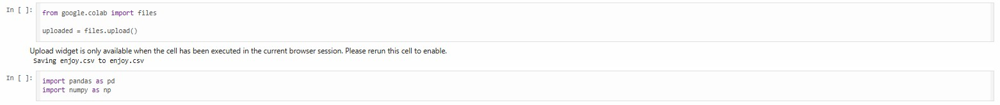 In [ ]:
from google.colab import files
uploaded = files.upload()
Upload widget is only available when the cell has been executed in the current browser session. Please rerun this cell to enable.
Saving enjoy.csv to enjoy.csv
In [ ]:
import pandas as pd
import numpy as np